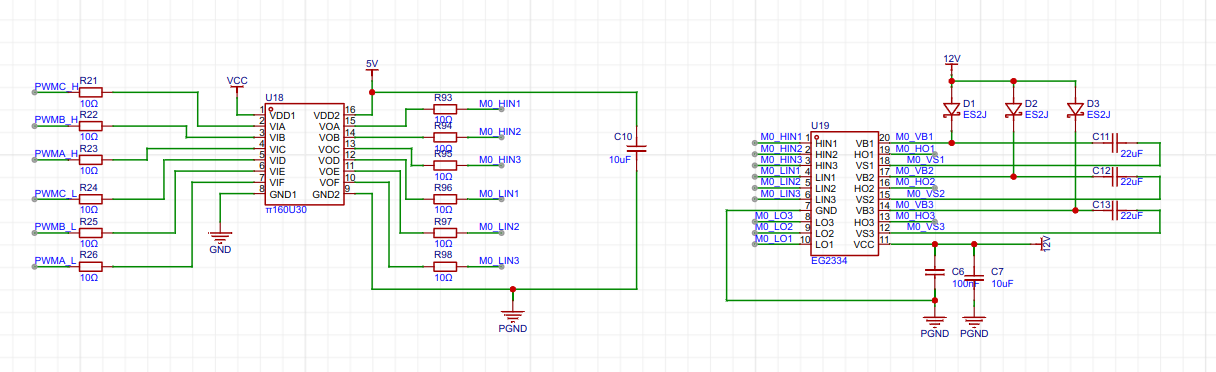 PWMC_H
R21
10Ω
PWMB_H
R22
10Ω
PWMA_H
R23
10Ω
PWMC_L
R24
10Ω
PWMB_L
R25
10Ω
PWMA_L
R26
10Ω
VCC
GND
U18
1 VDD1 VDD2 16
2 VIA VOA 15
3 VIB VOB 14
4 VIC VOC 13
5 VID VOD 12
6 VIE VOE 11
7 VIF VOF 10
8 GND1 GND2 9
π160U30
5V
R93
10Ω
M0_HIN1
R94
10Ω
M0_HIN2
R95
10Ω
M0_HIN3
R96
10Ω
M0_LIN1
R97
10Ω
M0_LIN2
R98
10Ω
M0_LIN3
C10
10uF
PGND
12V
D1
ES2J
D2
ES2J
D3
ES2J
U19
M0_HIN1 1 HIN1 VB1 20 M0_VB1
M0_HIN2 2 HIN2 HO1 19 M0_HO1
M0_HIN3 3 HIN3 VS1 18 M0_VS1
M0_LIN1 4 LIN1 VB2 17 M0_VB2
M0_LIN2 5 LIN2 HO2 16 M0_HO2
M0_LIN3 6 LIN3 VS2 15 M0_VS2
7 GND VB3 14 M0_VB3
M0_LO3 8 LO3 HO3 13 M0_HO3
M0_LO2 9 LO2 VS3 12 M0_VS3
M0_LO1 10 LO1 VCC 11
EG2334
C11
22uF
C12
22uF
C13
22uF
12V
C6
100nF
C7
10uF
PGND
PGND